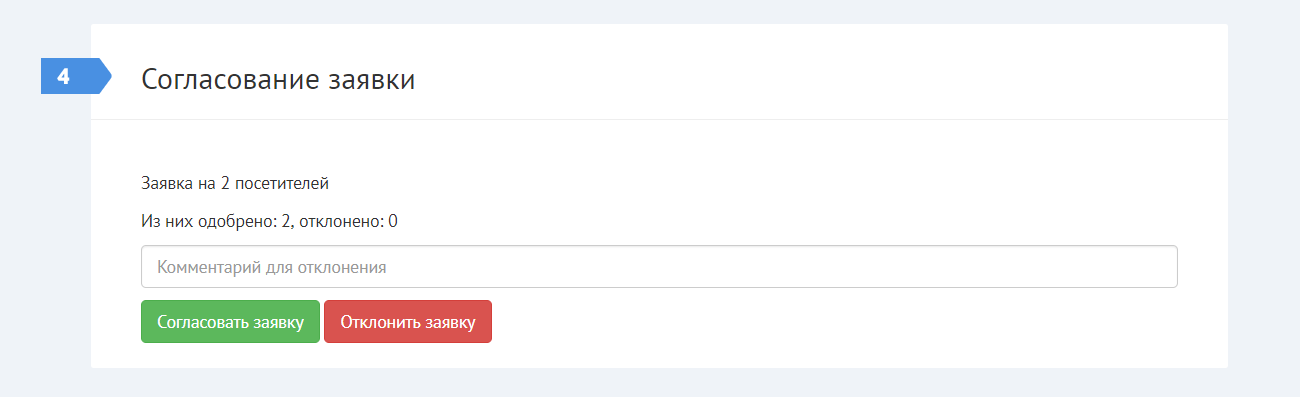 4
Согласование заявки
Заявка на 2 посетителей
Из них одобрено: 2, отклонено: 0
Комментарий для отклонения
Согласовать заявку Отклонить заявку